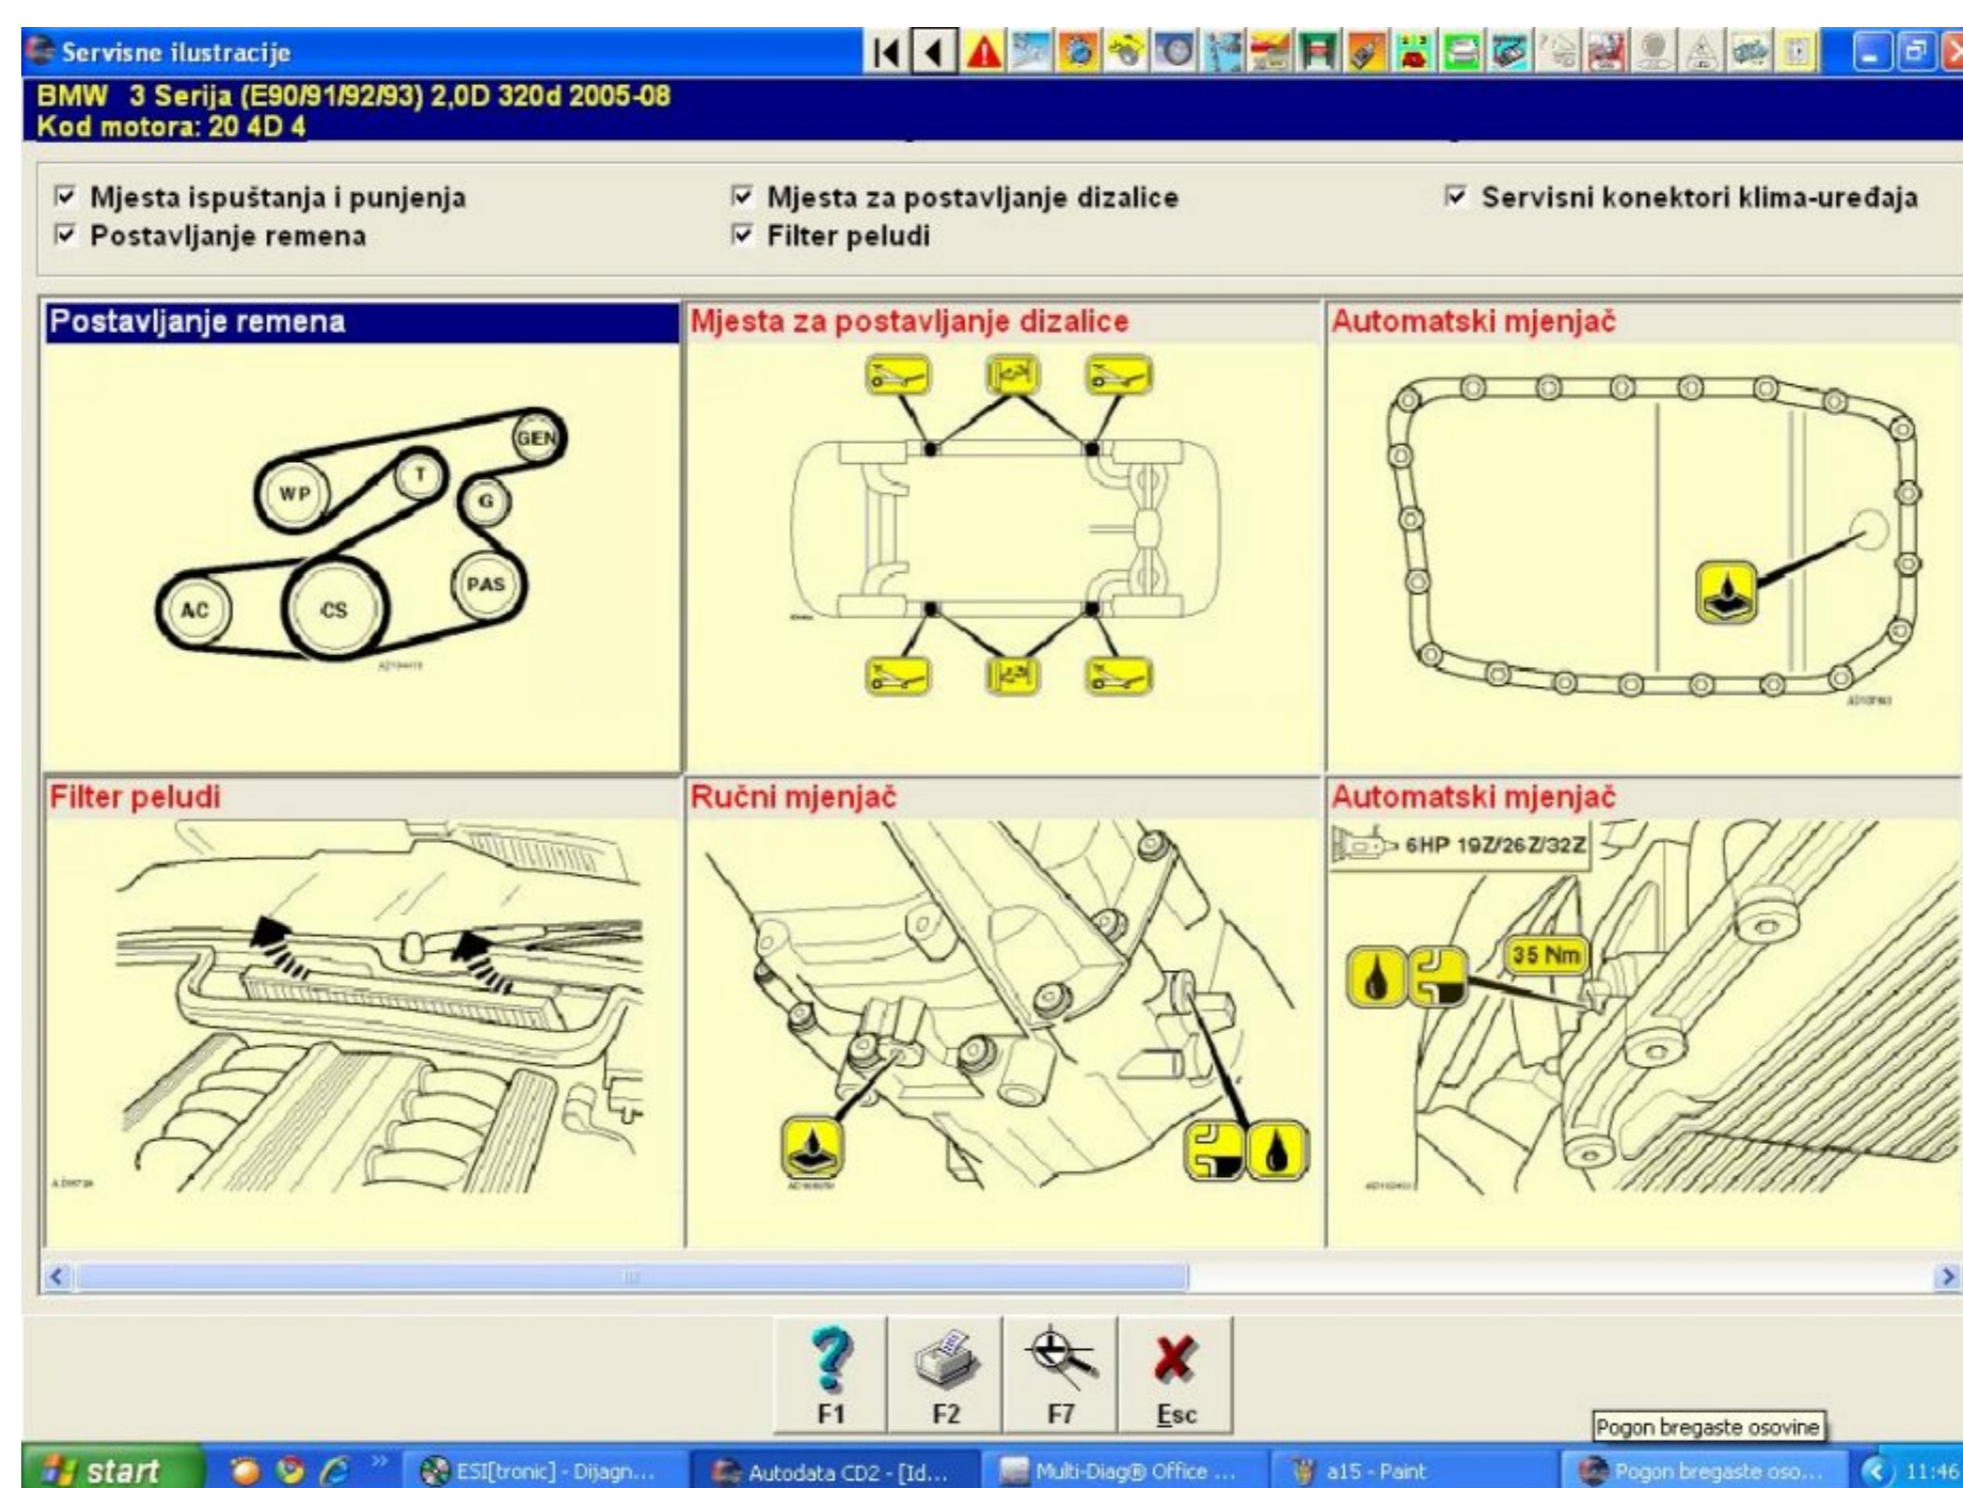 Servisne ilustracije
BMW 3 Serija (E90/91/92/93) 2,0D 320d 2005-08
Kod motora: 20 4D 4
Mjesta ispuštanja i punjenja
Mjesta za postavljanje dizalice
Servisni konektori klima-uređaja
Postavljanje remena
Filter peludi
Postavljanje remena
Mjesta za postavljanje dizalice
Automatski mjenjač
GEN
T
WP
G
PAS
AC
CS
Filter peludi
Ručni mjenjač
Automatski mjenjač
6HP 19Z/26Z/32Z
35 Nm
F1
F2
F7
Esc
Pogon bregaste osovine
start
ESI[tronic] - Dijagn...
Autodata CD2 - [Id...
Multi-Diag® Office ...
a15 - Paint
Pogon bregaste oso...
11:46